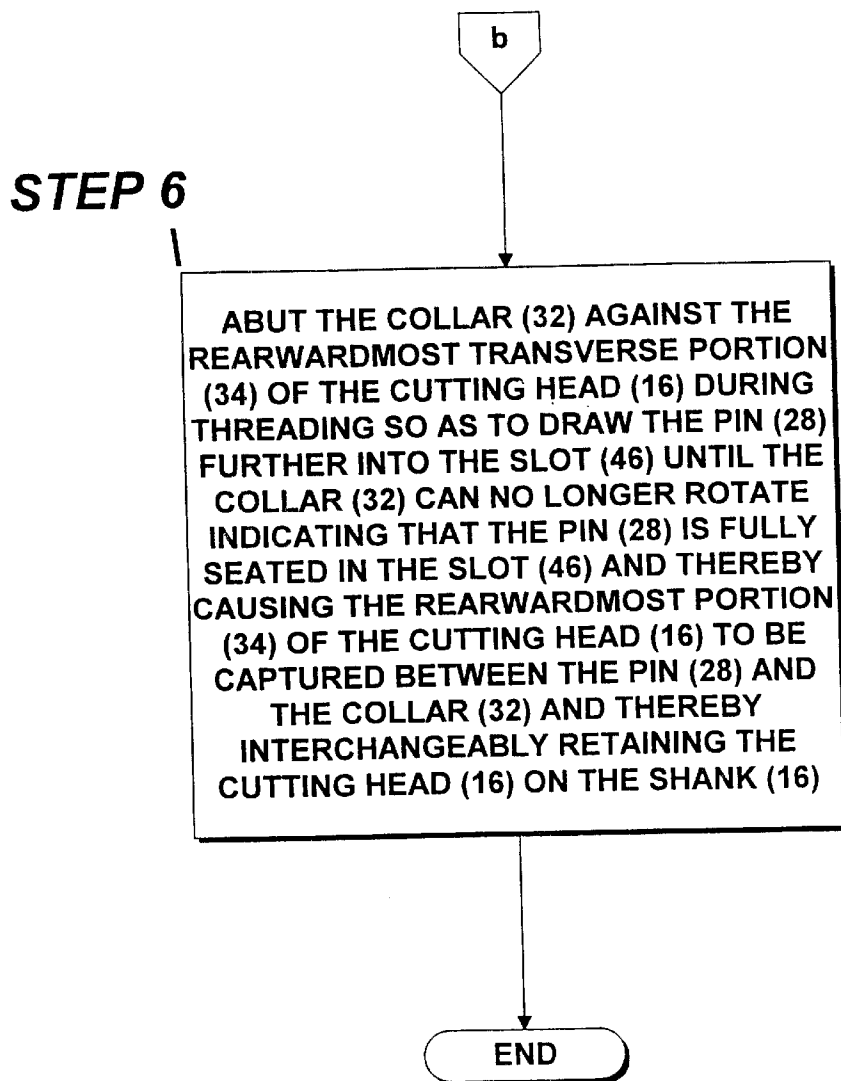 b
STEP 6
ABUT THE COLLAR (32) AGAINST THE
REARWARDMOST TRANSVERSE PORTION
(34) OF THE CUTTING HEAD (16) DURING
THREADING SO AS TO DRAW THE PIN (28)
FURTHER INTO THE SLOT (46) UNTIL THE
COLLAR (32) CAN NO LONGER ROTATE
INDICATING THAT THE PIN (28) IS FULLY
SEATED IN THE SLOT (46) AND THEREBY
CAUSING THE REARWARDMOST PORTION
(34) OF THE CUTTING HEAD (16) TO BE
CAPTURED BETWEEN THE PIN (28) AND
THE COLLAR (32) AND THEREBY
INTERCHANGEABLY RETAINING THE
CUTTING HEAD (16) ON THE SHANK (16)
END